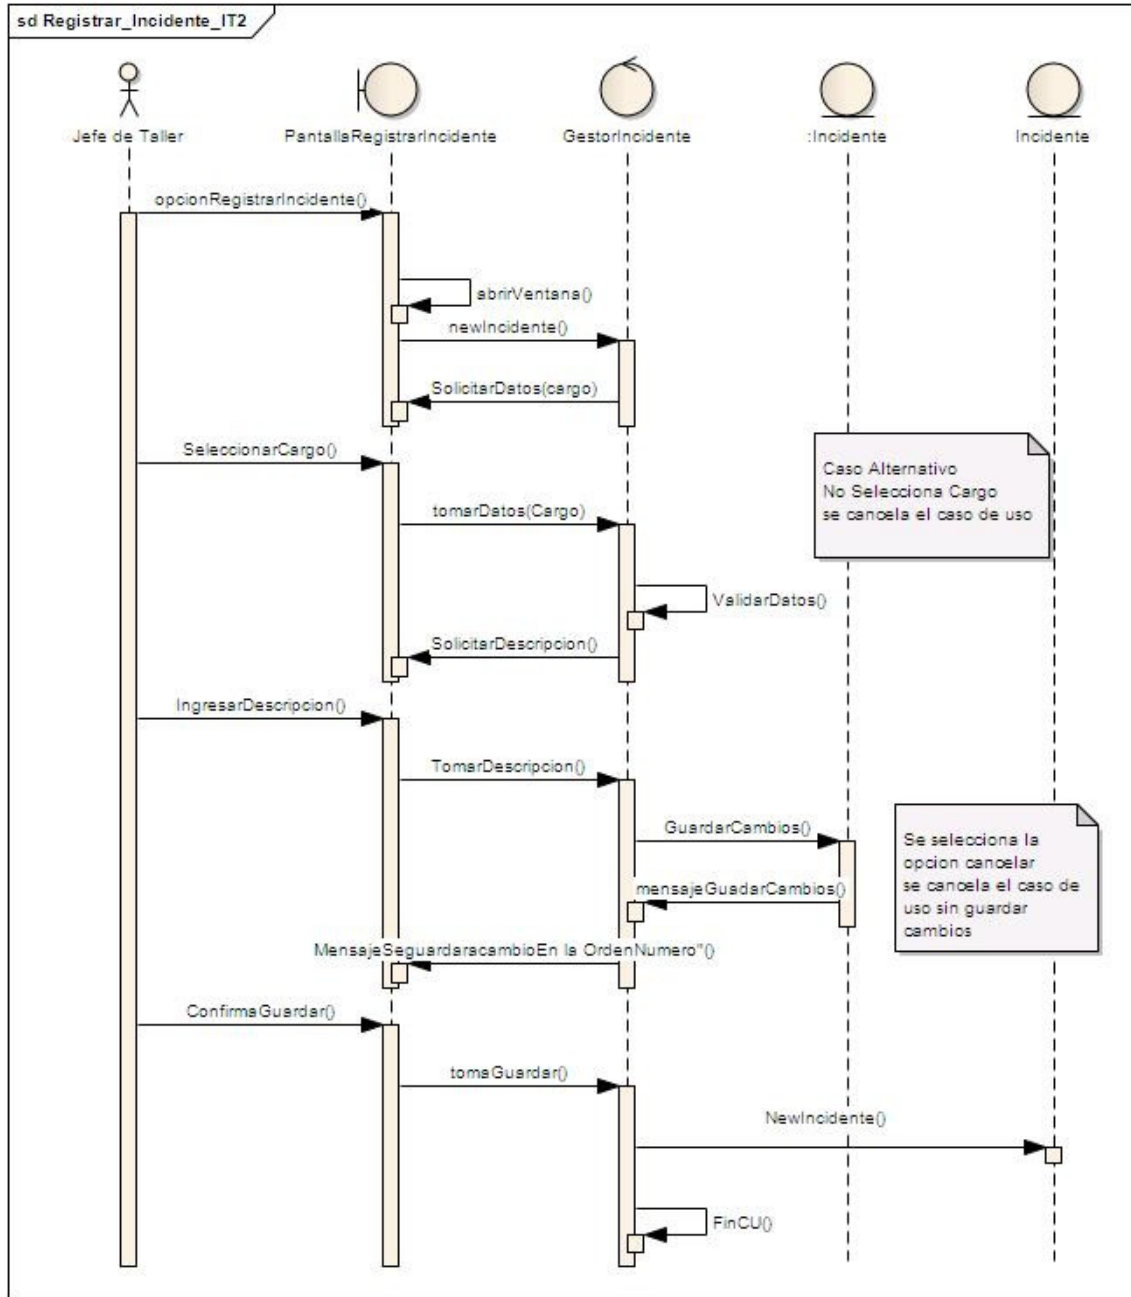 sd Registrar_Incidente_IT2
Jefe de Taller
PantallaRegistrarIncidente
GestorIncidente
:Incidente
Incidente
opcionRegistrarIncidente()
abrirVentana()
newIncidente()
SolicitarDatos(cargo)
SeleccionarCargo()
Caso Alternativo
No Selecciona Cargo
se cancela el caso de uso
tomarDatos(Cargo)
ValidarDatos()
SolicitarDescripcion()
IngresarDescripcion()
TomarDescripcion()
GuardarCambios()
Se selecciona la
opcion cancelar
se cancela el caso de
uso sin guardar
cambios
mensajeGuadarCambios()
MensajeSeguardaracambioEn la OrdenNumero"()
ConfirmaGuardar()
tomaGuardar()
NewIncidente()
FinCU()